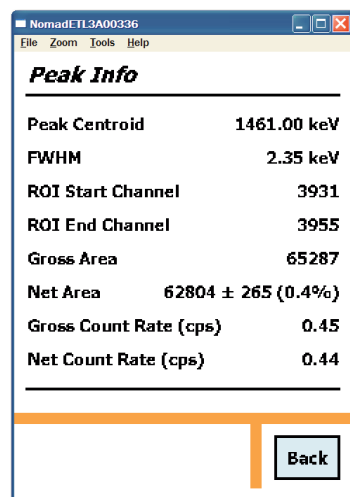 NomadETL3A00336
File Zoom Tools Help
Peak Info
Peak Centroid 1461.00 keV
FWHM 2.35 keV
ROI Start Channel 3931
ROI End Channel 3955
Gross Area 65287
Net Area 62804 ± 265 (0.4%)
Gross Count Rate (cps) 0.45
Net Count Rate (cps) 0.44
Back